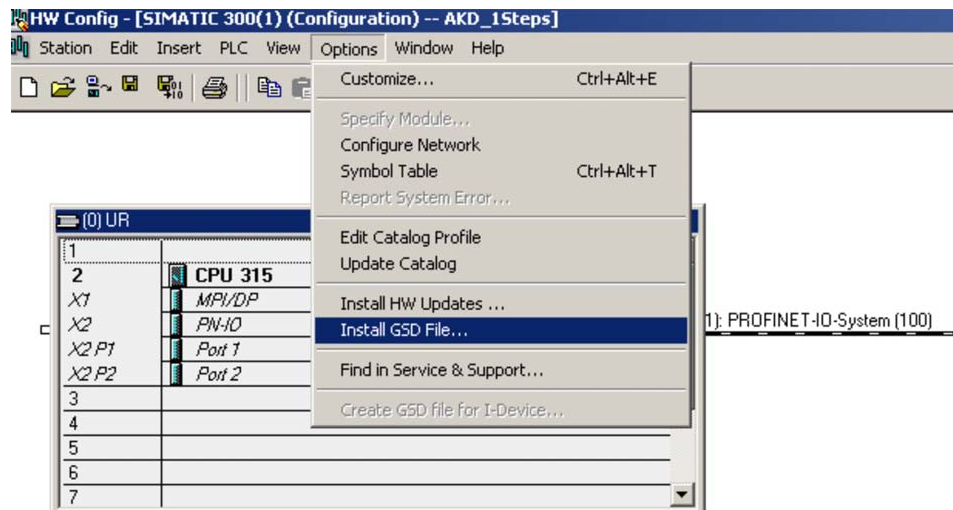 HW Config - [SIMATIC 300(1) (Configuration) -- AKD_1Steps]
Station Edit Insert PLC View Options Window Help
Customize... Ctrl+Alt+E
Specify Module...
Configure Network
Symbol Table Ctrl+Alt+T
Report System Error...
Edit Catalog Profile
Update Catalog
Install HW Updates ...
Install GSD File...
Find in Service & Support...
Create GSD file for I-Device...
(0) UR
1
2 CPU 315
X1 MPI/DP
X2 PN-IO
X2 P1 Port 1
X2 P2 Port 2
3
4
5
6
7
1): PROFINET-IO-System (100)